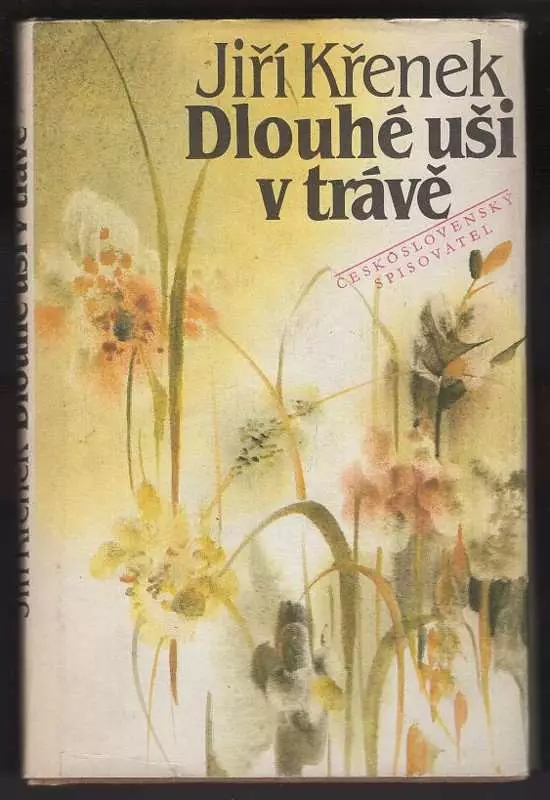 Jiří Křenek
Dlouhé uši
v trávě
ČESKOSLOVENSKÝ
SPISOVATEL
Jiří Křenek Dlouhé uši v trávě